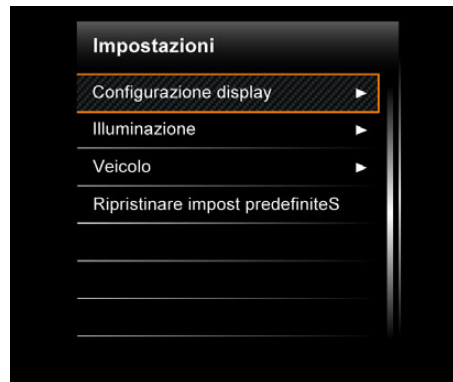 Impostazioni
Configurazione display
Illuminazione
Veicolo
Ripristinare impost predefiniteS